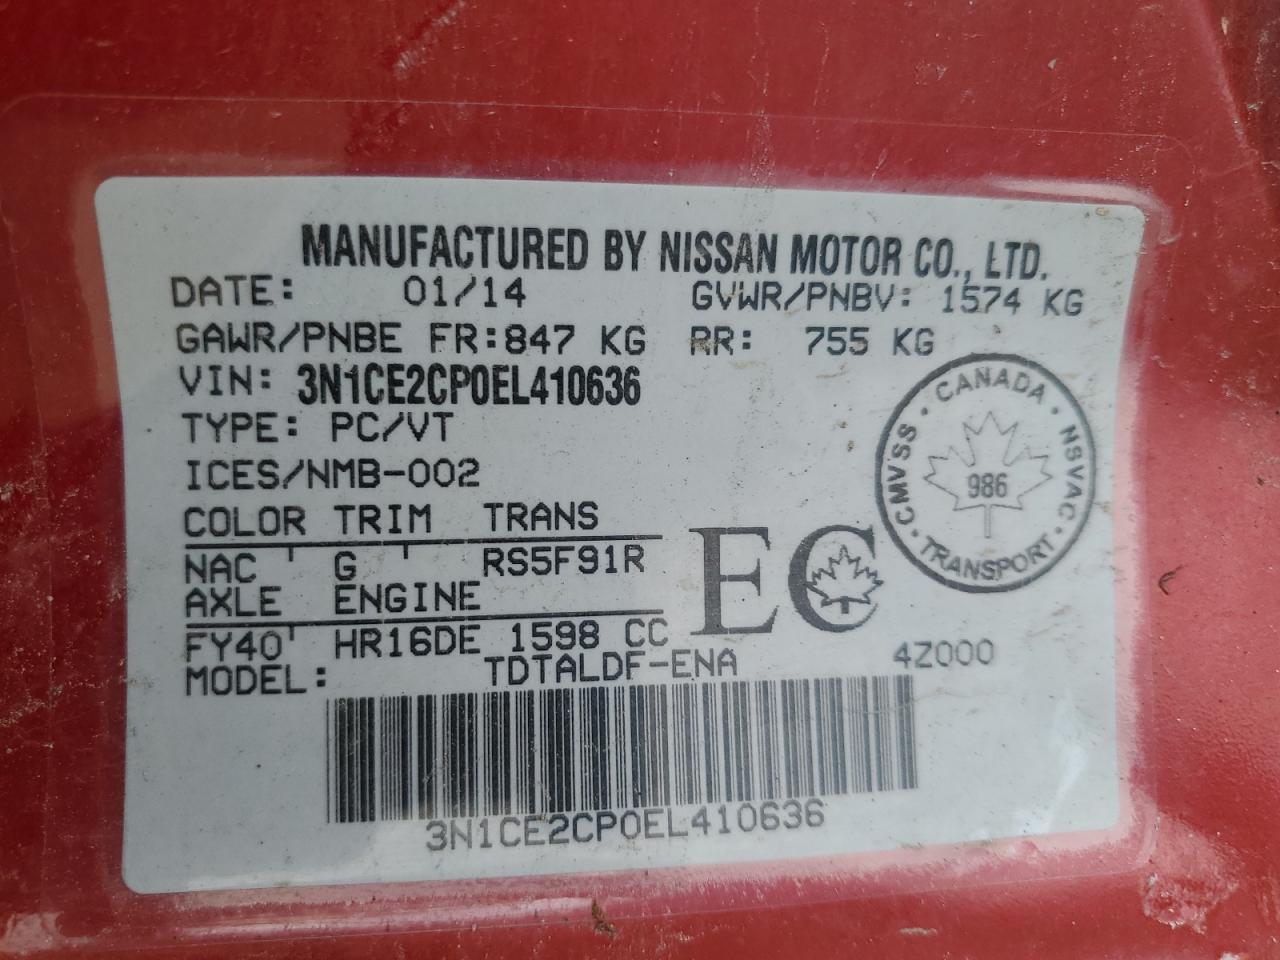 MANUFACTURED BY NISSAN MOTOR CO., LTD.
DATE: 01/14 GVWR/PNBV: 1574 KG
GAWR/PNBE FR:847 KG RR: 755 KG
VIN: 3N1CE2CP0EL410636
TYPE: PC/VT
ICES/NMB-002
COLOR TRIM TRANS
NAC ' G ' RS5F91R
AXLE ENGINE
FY40' HR16DE 1598 CC
MODEL: TDTALDF-ENA 4Z000
EC
CANADA · NSVAC · TRANSPORT · CMVSS ·
986
3N1CE2CP0EL410636